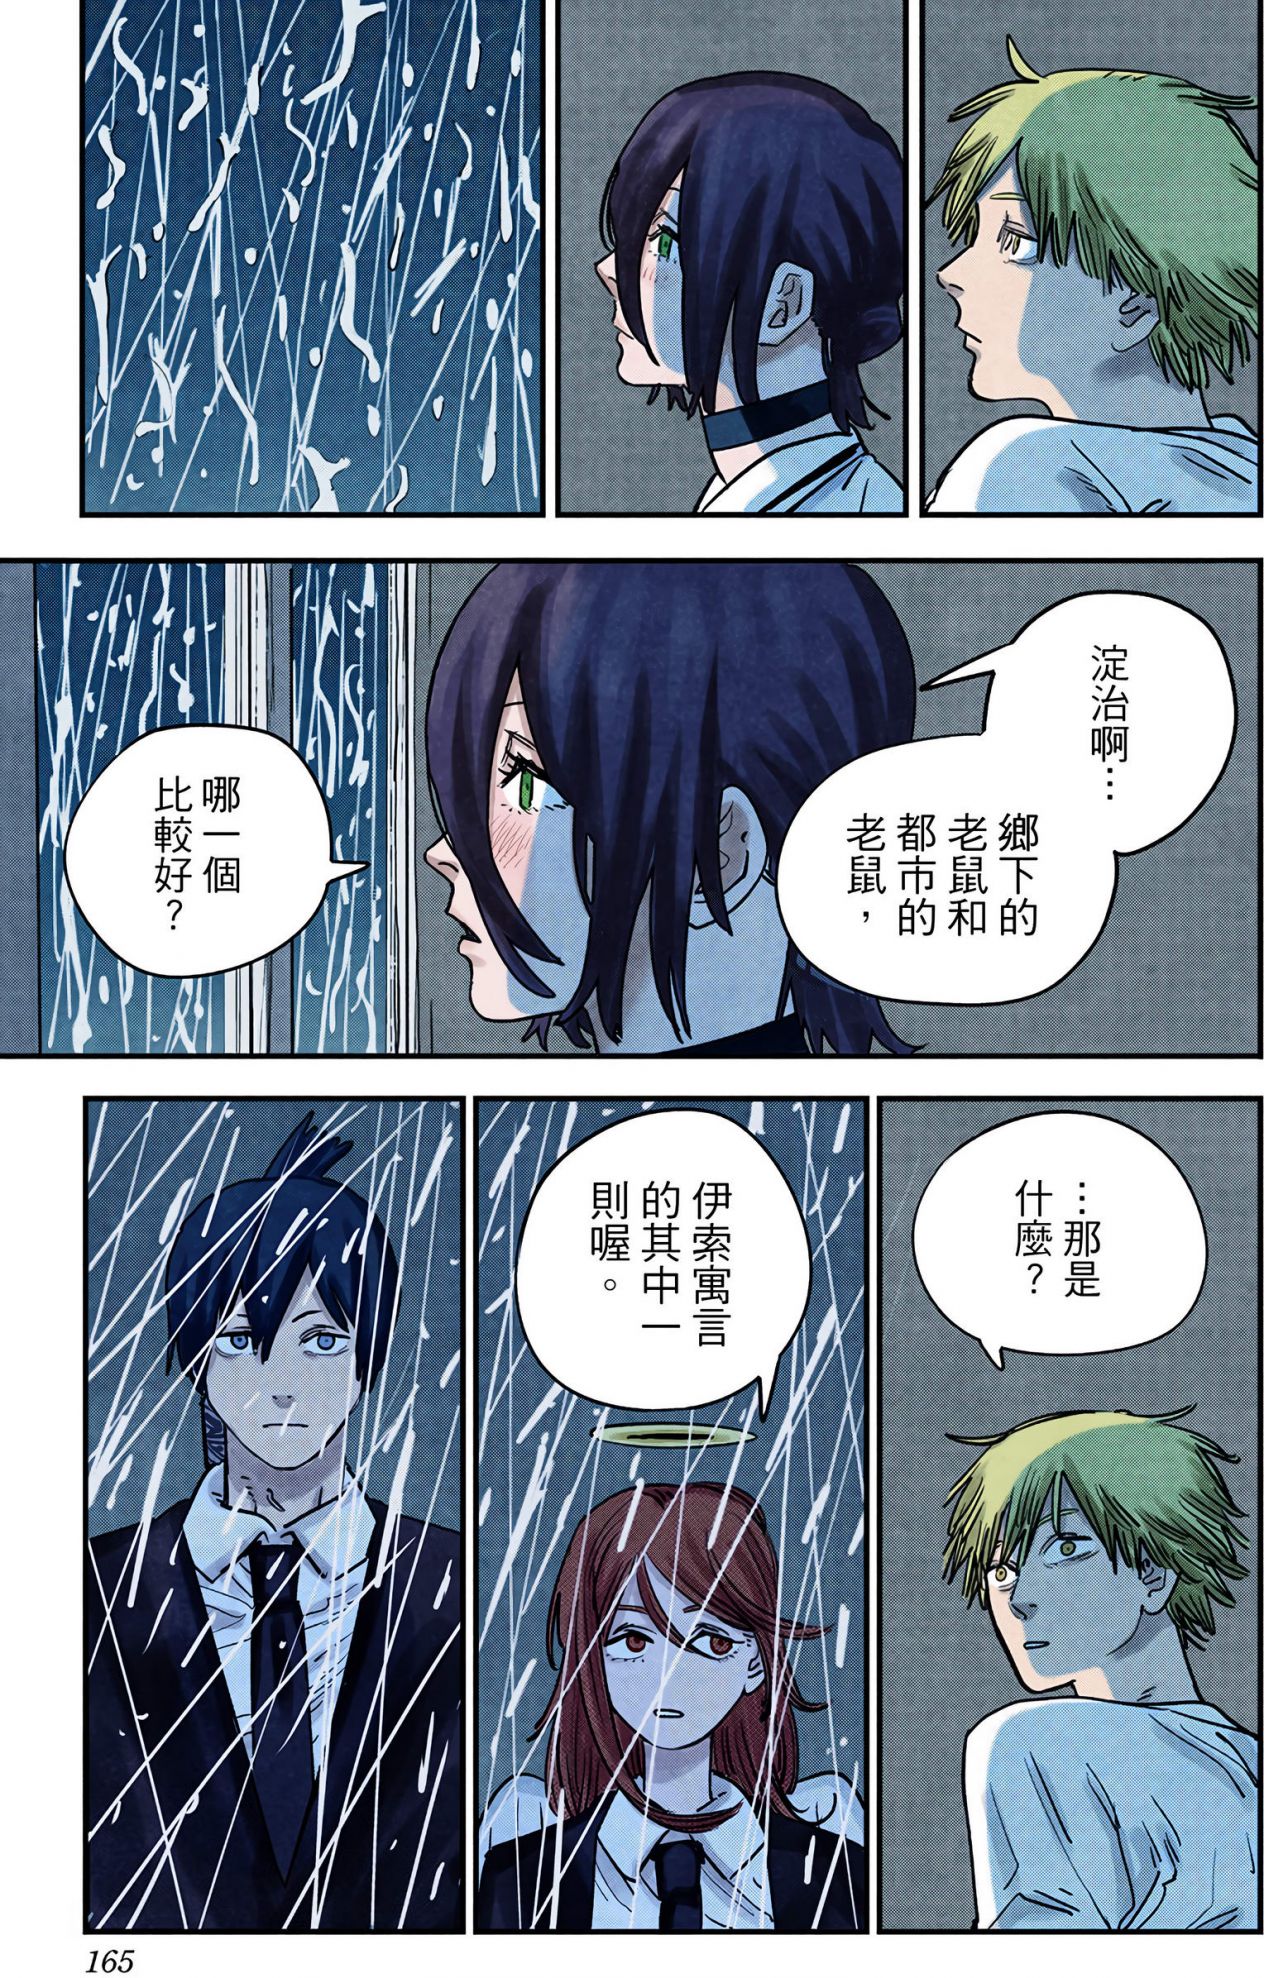 淀治啊…
鄉下的
老鼠和
都市的
老鼠，
哪一個
比較好？
…那是
什麼？
伊索寓言
的其中一
則喔。
165